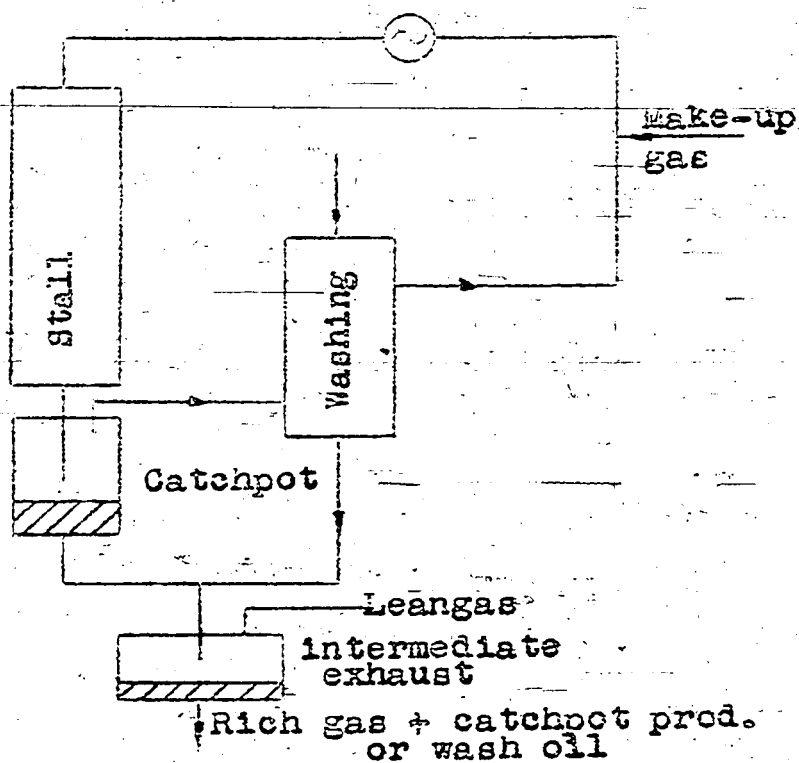 Make-up
gas
Stall
Washing
Catchpot
Leangas
intermediate
exhaust
Rich gas + catchpot prod.
or wash oil